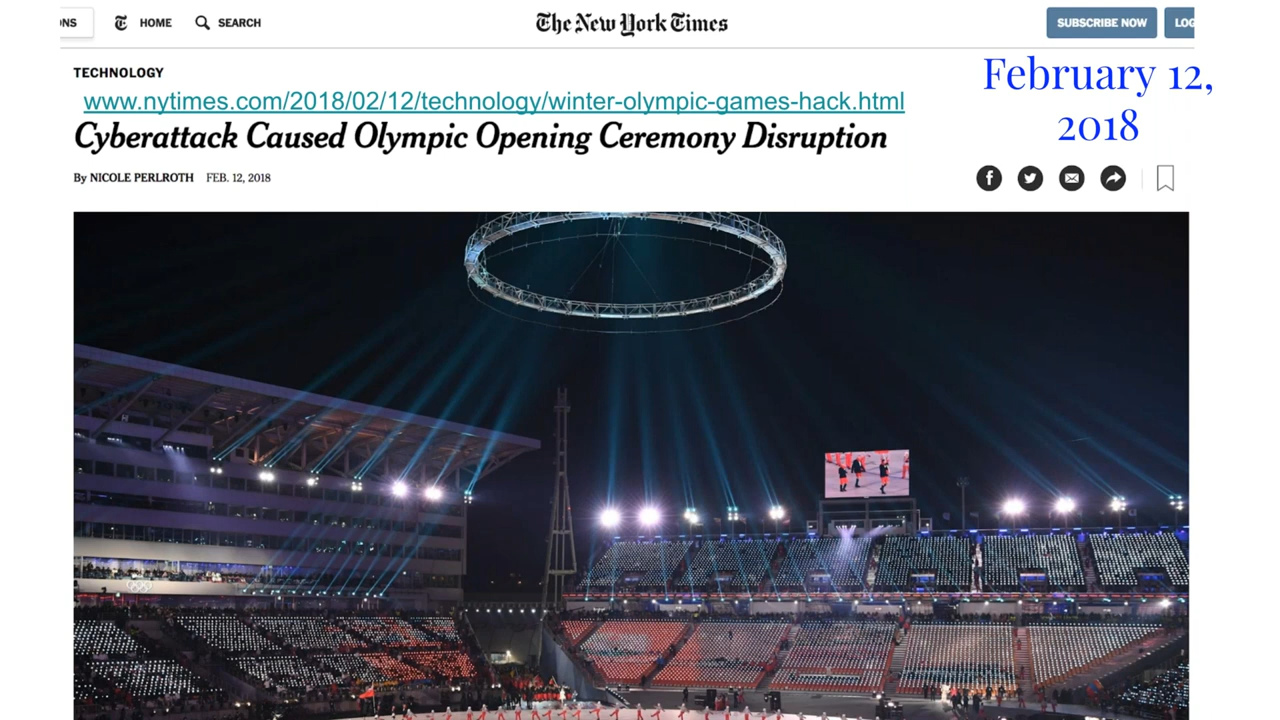 ONS
HOME
SEARCH
The New York Times
SUBSCRIBE NOW
LOG
TECHNOLOGY
February 12,
2018
www.nytimes.com/2018/02/12/technology/winter-olympic-games-hack.html
Cyberattack Caused Olympic Opening Ceremony Disruption
By NICOLE PERLROTH FEB. 12, 2018